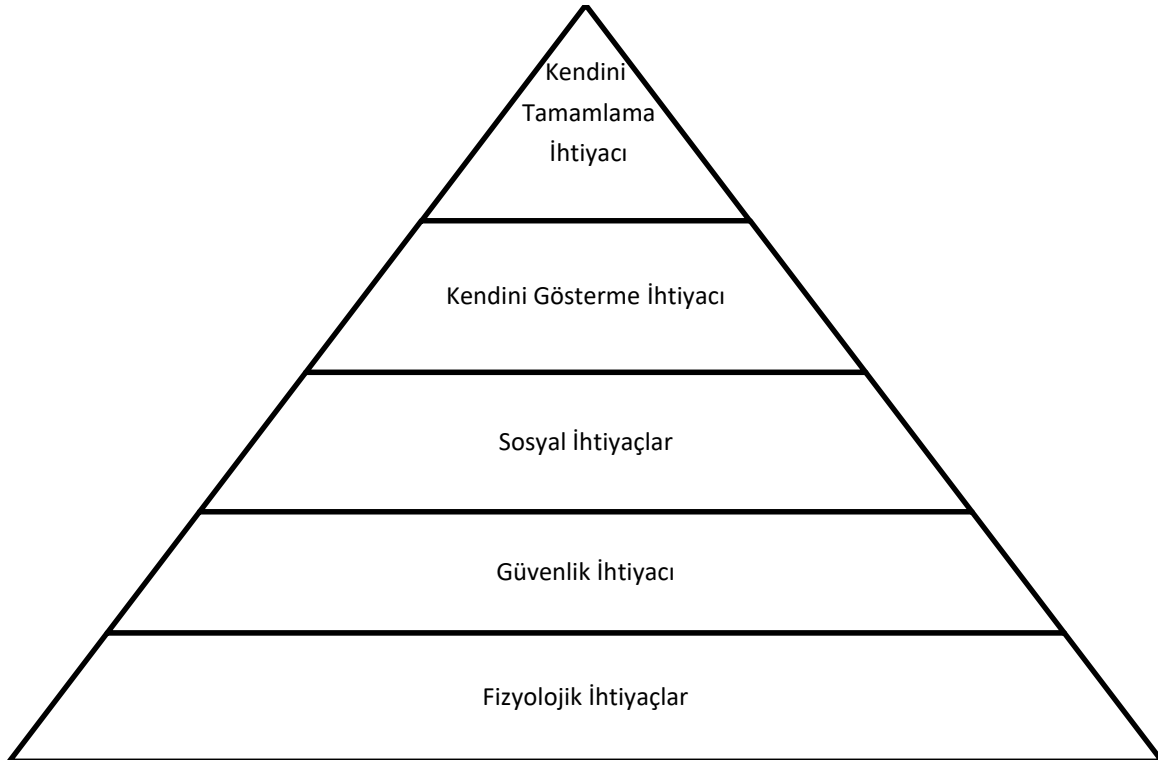 Kendini
Tamamlama
İhtiyacı
Kendini Gösterme İhtiyacı
Sosyal İhtiyaçlar
Güvenlik İhtiyacı
Fizyolojik İhtiyaçlar